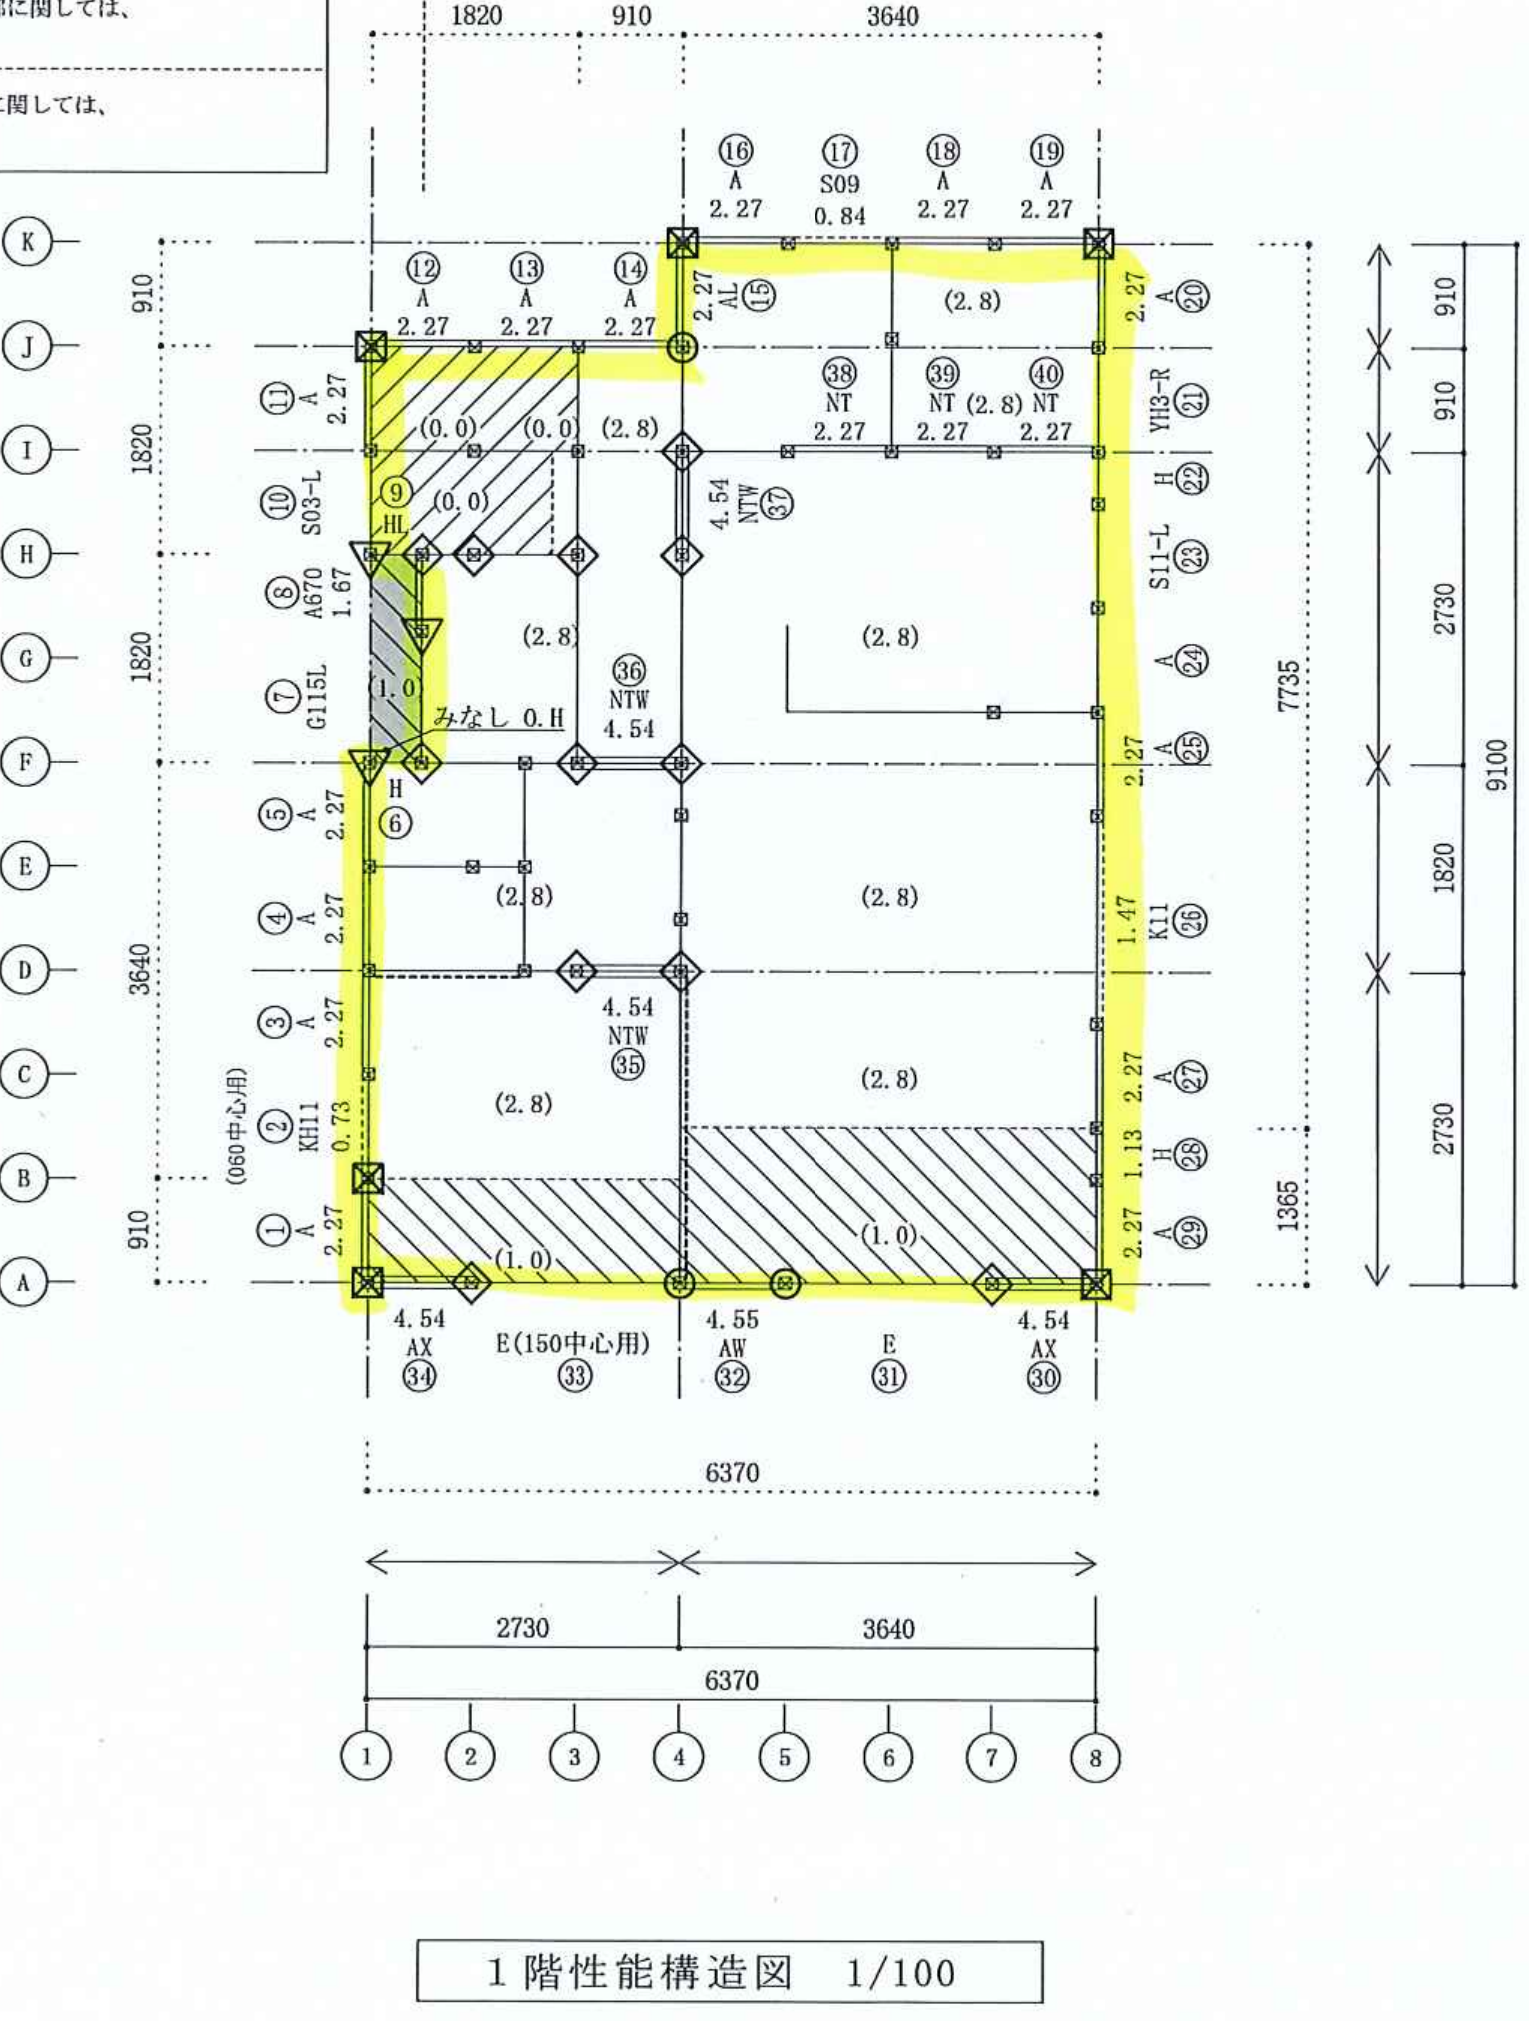 に関しては、
に関しては、
1820 910 3640
⑯ ⑰ ⑱ ⑲
A S09 A A
2.27 0.84 2.27 2.27
K
⑫ ⑬ ⑭
A A A
2.27 2.27 2.27
2.27 AL ⑮
(2.8)
2.27 A ⑳
910
910
J
⑪ A 2.27
㊳ ㊴ ㊵
NT NT (2.8) NT
2.27 2.27 2.27
YH3-R ㉑
910
(0.0) (0.0) (2.8)
1820
I
⑩ S03-L
⑨
HL
(0.0)
4.54 NTW ㊲
H ㉒
H
S11-L ㉓
⑧ A670 1.67
(2.8)
(2.8)
2730
G
1820
⑦ G115L
(1.0)
㊱
NTW
4.54
A ㉔
7735
みなし O.H
F
2.27 A ㉕
9100
⑤ A 2.27
H
⑥
E
④ A 2.27
(2.8)
(2.8)
1.47 K11 ㉖
1820
D
3640
③ A 2.27
4.54
NTW
㉟
C
(2.8)
(2.8)
2.27 A ㉗
(060中心用)
② KH11 0.73
1.13 H ㉘
2730
B
910
① A 2.27
(1.0)
(1.0)
2.27 A ㉙
1365
A
4.54 E(150中心用) 4.55 E 4.54
AX AW AX
㉞ ㉝ ㉜ ㉛ ㉚
6370
2730 3640
6370
1 2 3 4 5 6 7 8
1階性能構造図 1/100